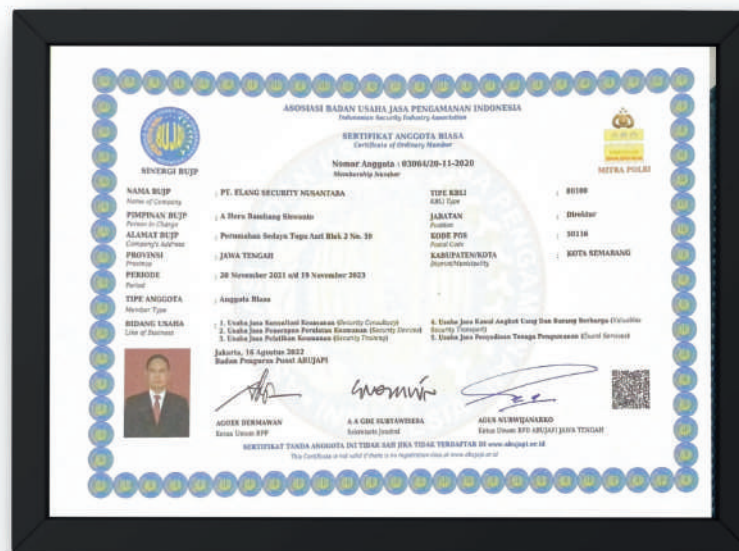 ASOSIASI BADAN USAHA JASA PENGAMANAN INDONESIA
Indonesian Security Industry Association
SERTIFIKAT ANGGOTA BIASA
Certificate of Ordinary Member
Nomor Anggota : 03064/20-11-2020
Membership Number
SINERGI BUJP
MITRA POLRI
NAMA BUJP : PT. ELANG SECURITY NUSANTARA TIPE KBLI : 80100
Name of Company KBLI Type
PIMPINAN BUJP : A Heru Bambang Siswanto JABATAN : Direktur
Person in Charge Position
ALAMAT BUJP : Perumahan Sedayu Tugu Asri Blok 2 No. 30 KODE POS : 50116
Company's Address Postal Code
PROVINSI : JAWA TENGAH KABUPATEN/KOTA : KOTA SEMARANG
Province District/Municipality
PERIODE : 20 November 2021 s/d 19 November 2023
Period
TIPE ANGGOTA : Anggota Biasa
Member Type
BIDANG USAHA : 1. Usaha Jasa Konsultasi Keamanan (Security Consultacy) 4. Usaha Jasa Kawal Angkut Uang Dan Barang Berharga (Valuables
Line of Business 2. Usaha Jasa Penerapan Peralatan Keamanan (Security Devices) Security Transport)
3. Usaha Jasa Pelatihan Keamanan (Security Training) 5. Usaha Jasa Penyediaan Tenaga Pengamanan (Guard Services)
Jakarta, 16 Agustus 2022
Badan Pengurus Pusat ABUJAPI
AGOES DERMAWAN A A GDE SURYAWISESA AGUS NURWIJANARKO
Ketua Umum BPP Sekretaris Jendral Ketua Umum BPD ABUJAPI JAWA TENGAH
SERTIFIKAT TANDA ANGGOTA INI TIDAK SAH JIKA TIDAK TERDAFTAR DI www.abujapi.or.id
This Certificate is not valid if there is no registration data at www.abujapi.or.id